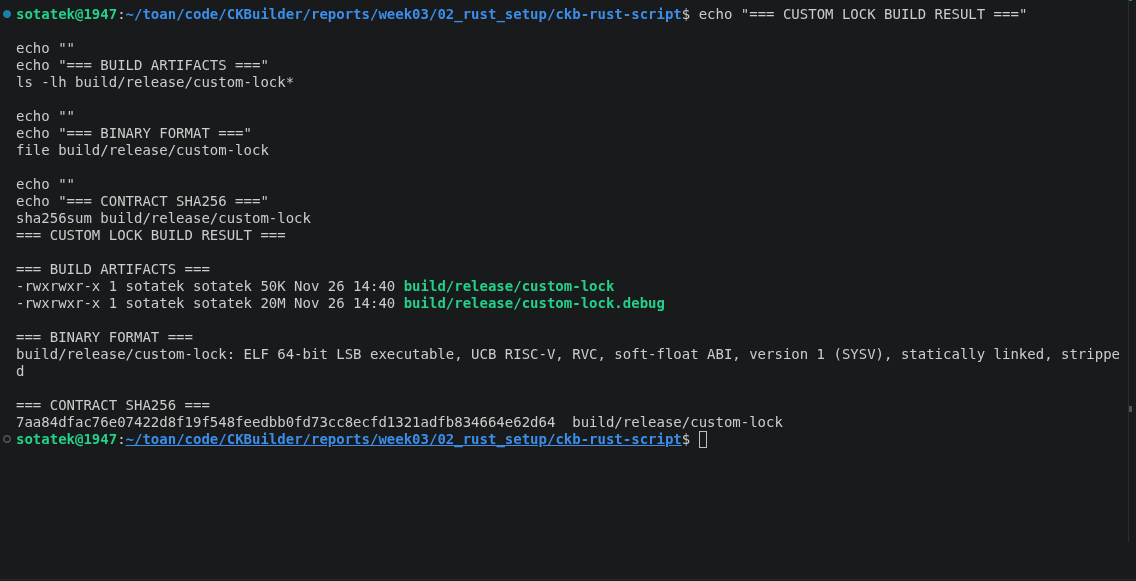 sotatek@1947:~/toan/code/CKBuilder/reports/week03/02_rust_setup/ckb-rust-script$ echo "=== CUSTOM LOCK BUILD RESULT ==="
echo ""
echo "=== BUILD ARTIFACTS ==="
ls -lh build/release/custom-lock*
echo ""
echo "=== BINARY FORMAT ==="
file build/release/custom-lock
echo ""
echo "=== CONTRACT SHA256 ==="
sha256sum build/release/custom-lock
=== CUSTOM LOCK BUILD RESULT ===
=== BUILD ARTIFACTS ===
-rwxrwxr-x 1 sotatek sotatek 50K Nov 26 14:40 build/release/custom-lock
-rwxrwxr-x 1 sotatek sotatek 20M Nov 26 14:40 build/release/custom-lock.debug
=== BINARY FORMAT ===
build/release/custom-lock: ELF 64-bit LSB executable, UCB RISC-V, RVC, soft-float ABI, version 1 (SYSV), statically linked, strippe
d
=== CONTRACT SHA256 ===
7aa84dfac76e07422d8f19f548feedbb0fd73cc8ecfd1321adfb834664e62d64  build/release/custom-lock
sotatek@1947:~/toan/code/CKBuilder/reports/week03/02_rust_setup/ckb-rust-script$